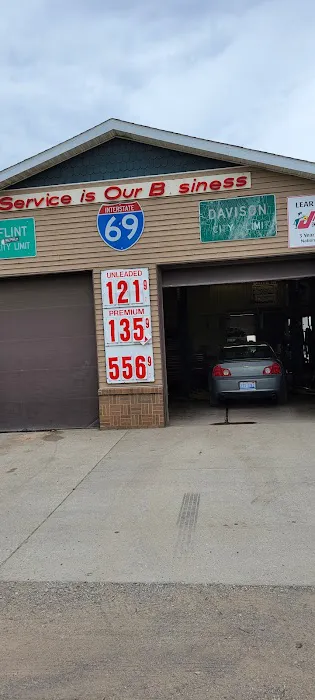 Service is Our B siness
INTERSTATE
69
FLINT
CITY LIMIT
DAVISON
CITY LIMIT
LEAR
UNLEADED
121 9
PREMIUM
135 9
556 9